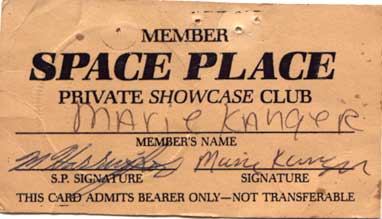 MEMBER
SPACE PLACE
PRIVATE SHOWCASE CLUB
MARIE KANGER
MEMBER'S NAME
Marie
S.P. SIGNATURE SIGNATURE
THIS CARD ADMITS BEARER ONLY—NOT TRANSFERABLE